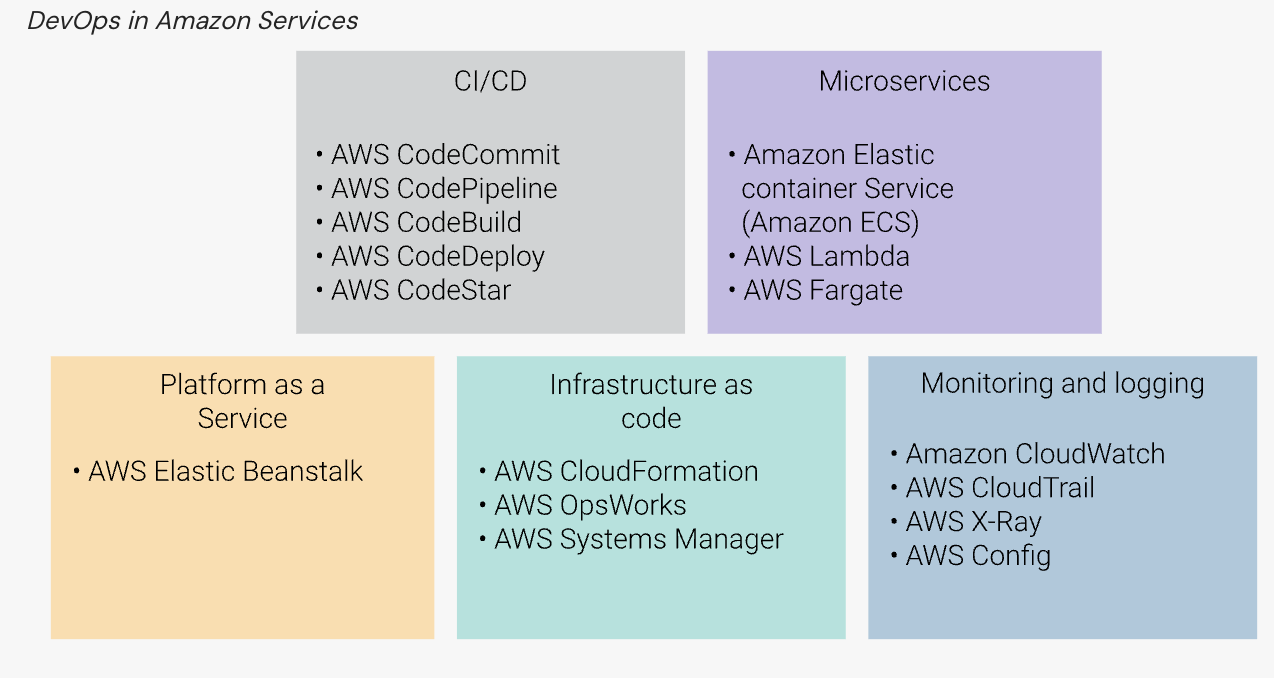 DevOps in Amazon Services
CI/CD
• AWS CodeCommit
• AWS CodePipeline
• AWS CodeBuild
• AWS CodeDeploy
• AWS CodeStar
Microservices
• Amazon Elastic
container Service
(Amazon ECS)
• AWS Lambda
• AWS Fargate
Platform as a
Service
• AWS Elastic Beanstalk
Infrastructure as
code
• AWS CloudFormation
• AWS OpsWorks
• AWS Systems Manager
Monitoring and logging
• Amazon CloudWatch
• AWS CloudTrail
• AWS X-Ray
• AWS Config